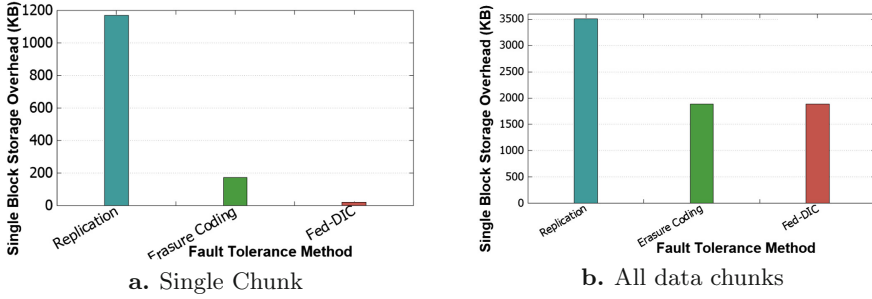 Single Block Storage Overhead (KB)
1200
1000
800
600
400
200
0
Replication
Erasure Coding
Fed-DIC
Fault Tolerance Method
a. Single Chunk
Single Block Storage Overhead (KB)
3500
3000
2500
2000
1500
1000
500
0
Replication
Erasure Coding
Fed-DIC
Fault Tolerance Method
b. All data chunks